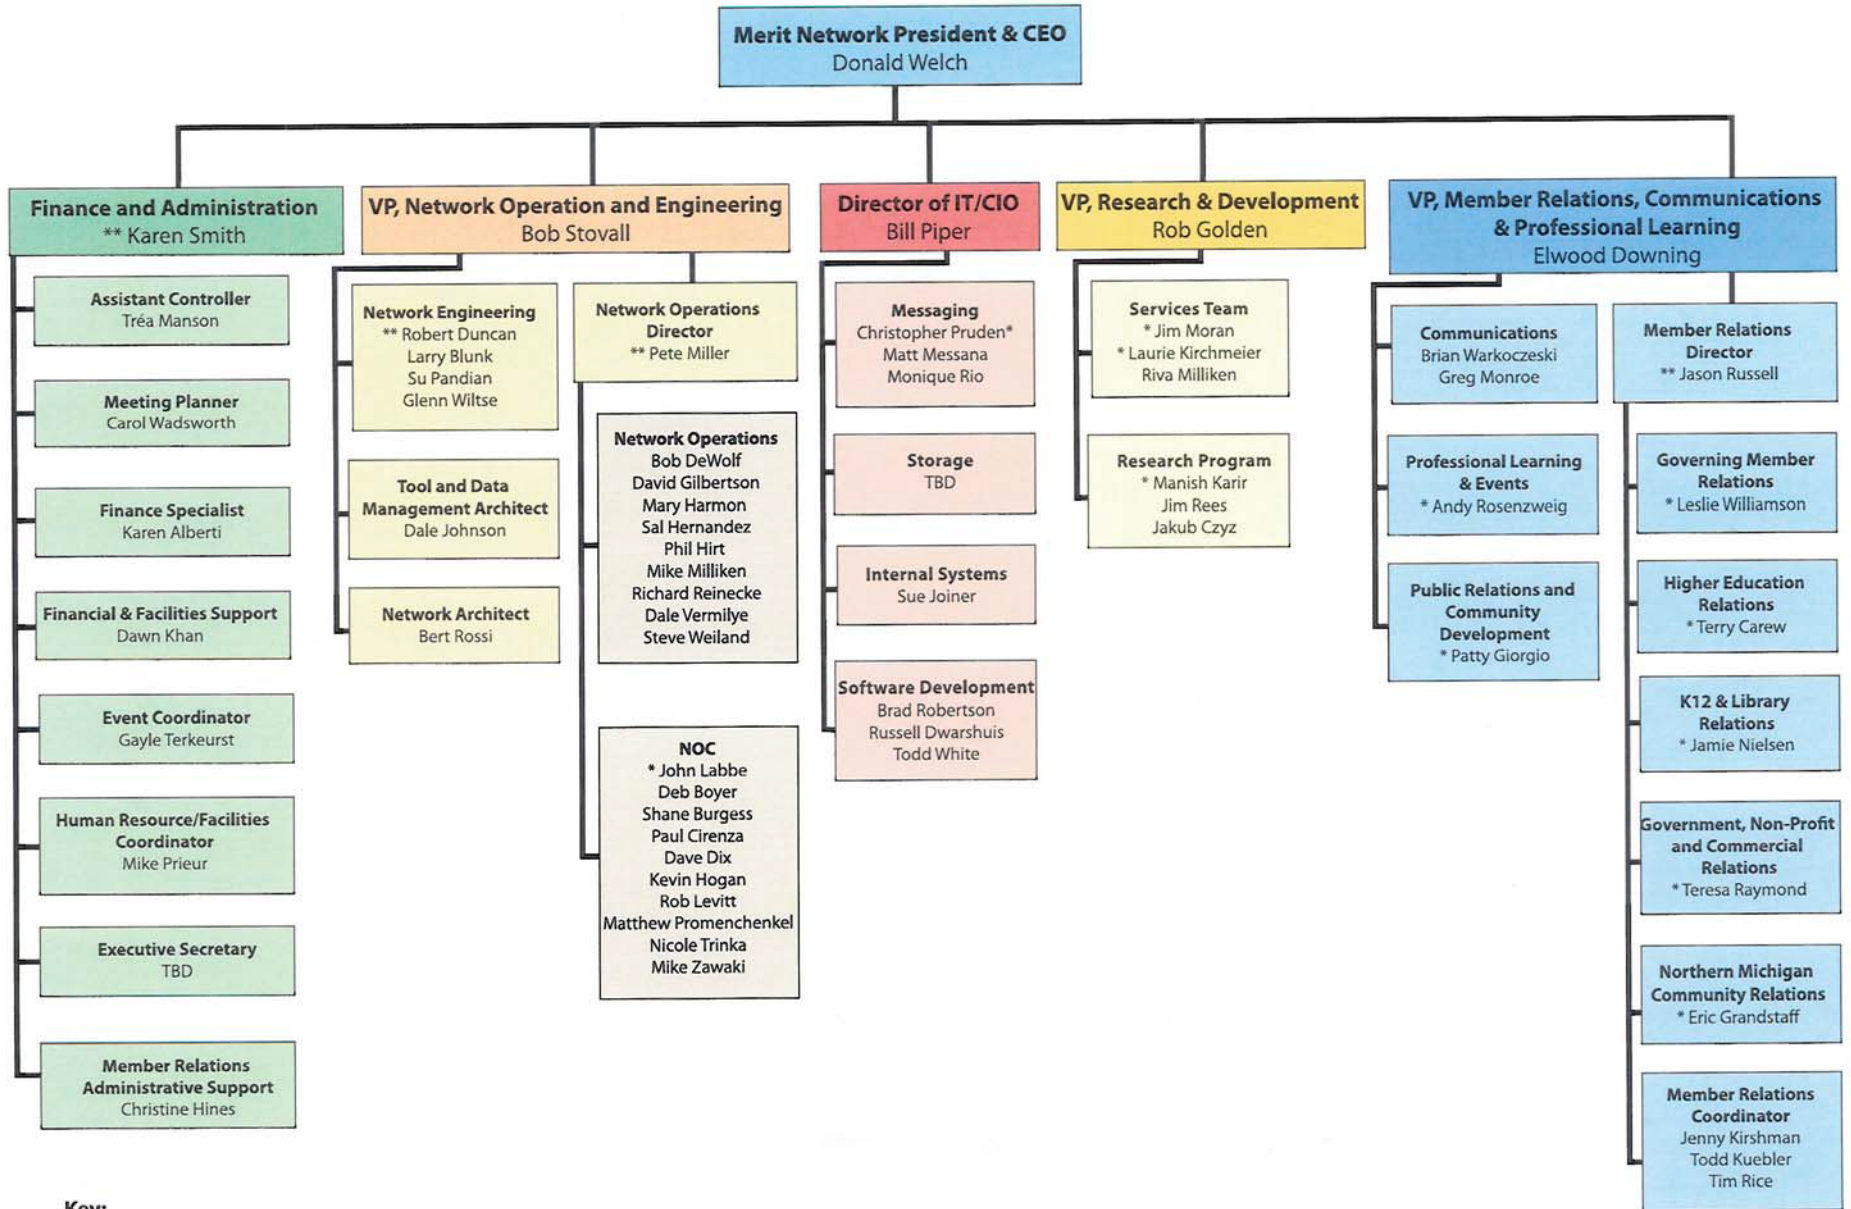 Merit Network President & CEO
Donald Welch
Finance and Administration
** Karen Smith
Assistant Controller
Tréa Manson
Meeting Planner
Carol Wadsworth
Finance Specialist
Karen Alberti
Financial & Facilities Support
Dawn Khan
Event Coordinator
Gayle Terkeurst
Human Resource/Facilities
Coordinator
Mike Prieur
Executive Secretary
TBD
Member Relations
Administrative Support
Christine Hines
VP, Network Operation and Engineering
Bob Stovall
Network Engineering
** Robert Duncan
Larry Blunk
Su Pandian
Glenn Wiltse
Tool and Data
Management Architect
Dale Johnson
Network Architect
Bert Rossi
Network Operations
Director
** Pete Miller
Network Operations
Bob DeWolf
David Gilbertson
Mary Harmon
Sal Hernandez
Phil Hirt
Mike Milliken
Richard Reinecke
Dale Vermilye
Steve Weiland
NOC
* John Labbe
Deb Boyer
Shane Burgess
Paul Cirenza
Dave Dix
Kevin Hogan
Rob Levitt
Matthew Promenchenkel
Nicole Trinka
Mike Zawaki
Director of IT/CIO
Bill Piper
Messaging
Christopher Pruden*
Matt Messana
Monique Rio
Storage
TBD
Internal Systems
Sue Joiner
Software Development
Brad Robertson
Russell Dwarshuis
Todd White
VP, Research & Development
Rob Golden
Services Team
* Jim Moran
* Laurie Kirchmeier
Riva Milliken
Research Program
* Manish Karir
Jim Rees
Jakub Czyz
VP, Member Relations, Communications
& Professional Learning
Elwood Downing
Communications
Brian Warkoczeski
Greg Monroe
Professional Learning
& Events
* Andy Rosenzweig
Public Relations and
Community
Development
* Patty Giorgio
Member Relations
Director
** Jason Russell
Governing Member
Relations
* Leslie Williamson
Higher Education
Relations
* Terry Carew
K12 & Library
Relations
* Jamie Nielsen
Government, Non-Profit
and Commercial
Relations
* Teresa Raymond
Northern Michigan
Community Relations
* Eric Grandstaff
Member Relations
Coordinator
Jenny Kirshman
Todd Kuebler
Tim Rice
Key: